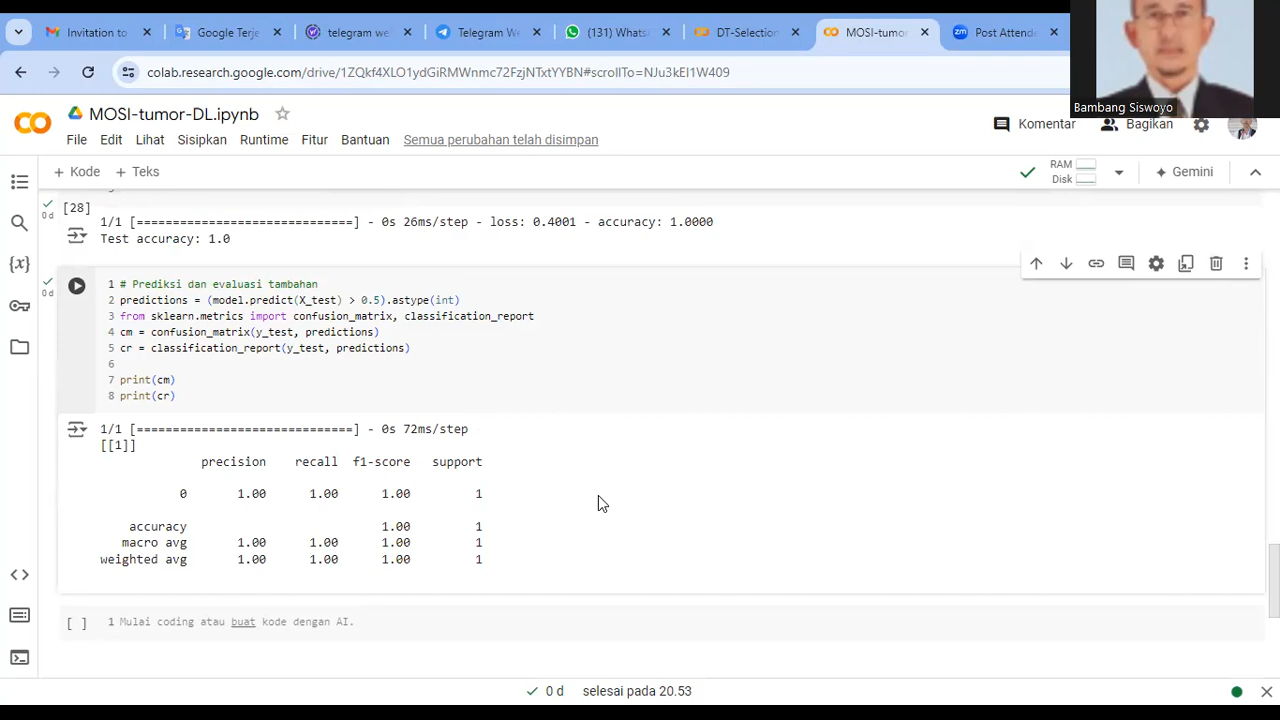 Invitation to
Google Terje
telegram we
Telegram We
(131) Whats
DT-Selection
MOSI-tumor
Post Attende
colab.research.google.com/drive/1ZQkf4XLO1ydGiRMWnmc72FzjNTxtYYBN#scrollTo=NJu3kEI1W409
Bambang Siswoyo
MOSI-tumor-DL.ipynb
Komentar
Bagikan
File Edit Lihat Sisipkan Runtime Fitur Bantuan Semua perubahan telah disimpan
+ Kode + Teks
RAM
Disk
Gemini
[28]
0d
1/1 [==============================] - 0s 26ms/step - loss: 0.4001 - accuracy: 1.0000
Test accuracy: 1.0
0d
1 # Prediksi dan evaluasi tambahan
2 predictions = (model.predict(X_test) > 0.5).astype(int)
3 from sklearn.metrics import confusion_matrix, classification_report
4 cm = confusion_matrix(y_test, predictions)
5 cr = classification_report(y_test, predictions)
6
7 print(cm)
8 print(cr)
1/1 [==============================] - 0s 72ms/step
[[1]]
precision recall f1-score support
0 1.00 1.00 1.00 1
accuracy 1.00 1
macro avg 1.00 1.00 1.00 1
weighted avg 1.00 1.00 1.00 1
[ ] 1 Mulai coding atau buat kode dengan AI.
0 d selesai pada 20.53